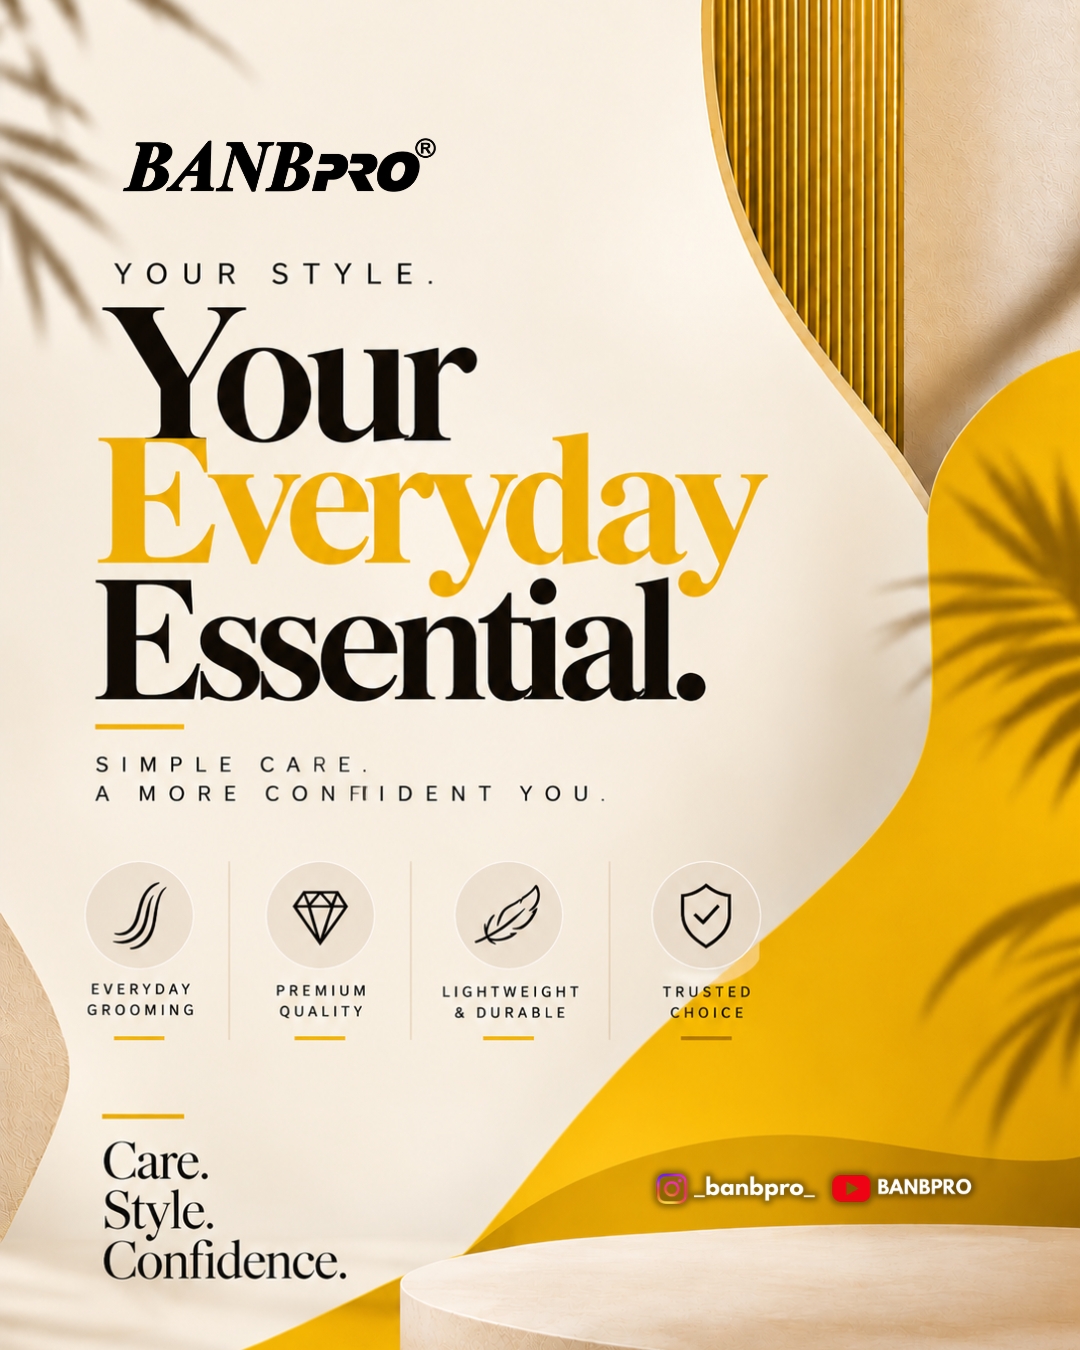 BANBPRO®
YOUR STYLE.
Your
Everyday
Essential.
SIMPLE CARE.
A MORE CONFIIDENT YOU.
EVERYDAY
GROOMING
PREMIUM
QUALITY
LIGHTWEIGHT
& DURABLE
TRUSTED
CHOICE
Care.
Style.
Confidence.
_banbpro_
BANBPRO